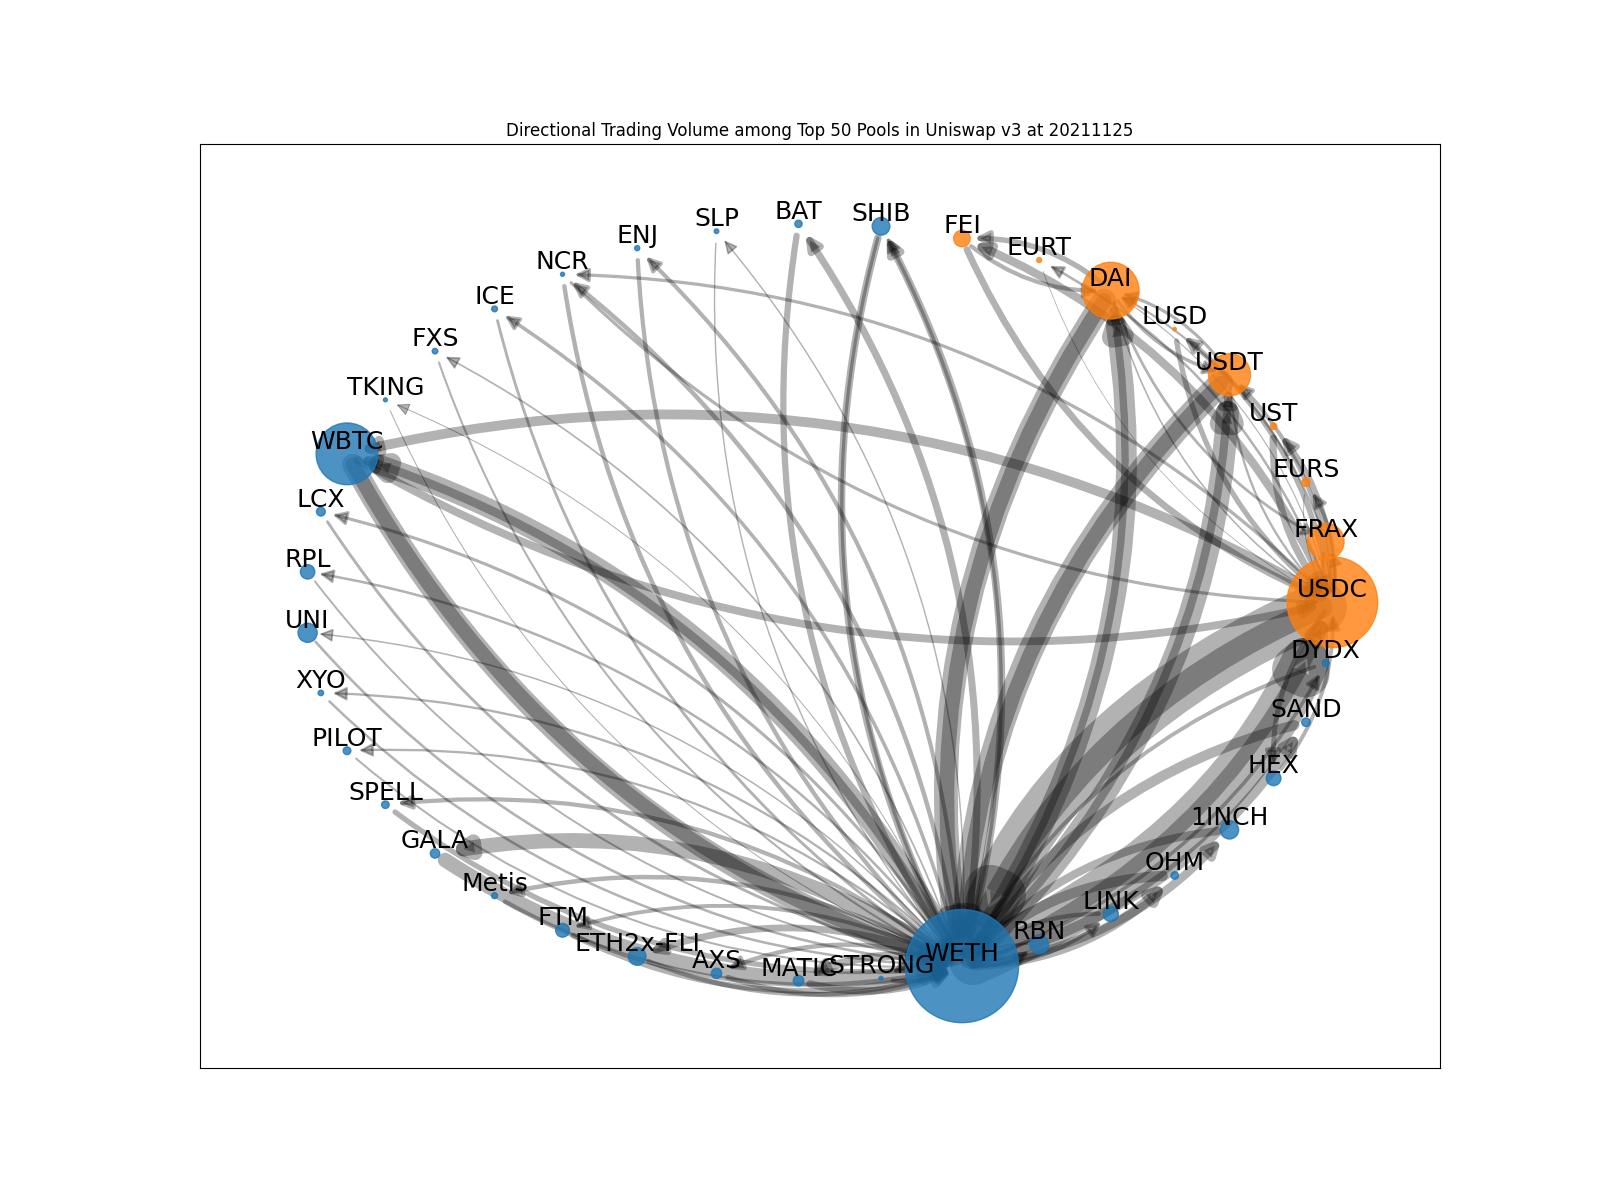 Directional Trading Volume among Top 50 Pools in Uniswap v3 at 20211125
BAT
SHIB
SLP
FEI
ENJ
EURT
NCR
DAI
ICE
LUSD
FXS
USDT
TKING
UST
WBTC
EURS
LCX
FRAX
RPL
USDC
UNI
DYDX
XYO
SAND
PILOT
HEX
SPELL
1INCH
GALA
OHM
Metis
LINK
FTM
RBN
ETH2x-FLI
WETH
AXS
MATIC
STRONG